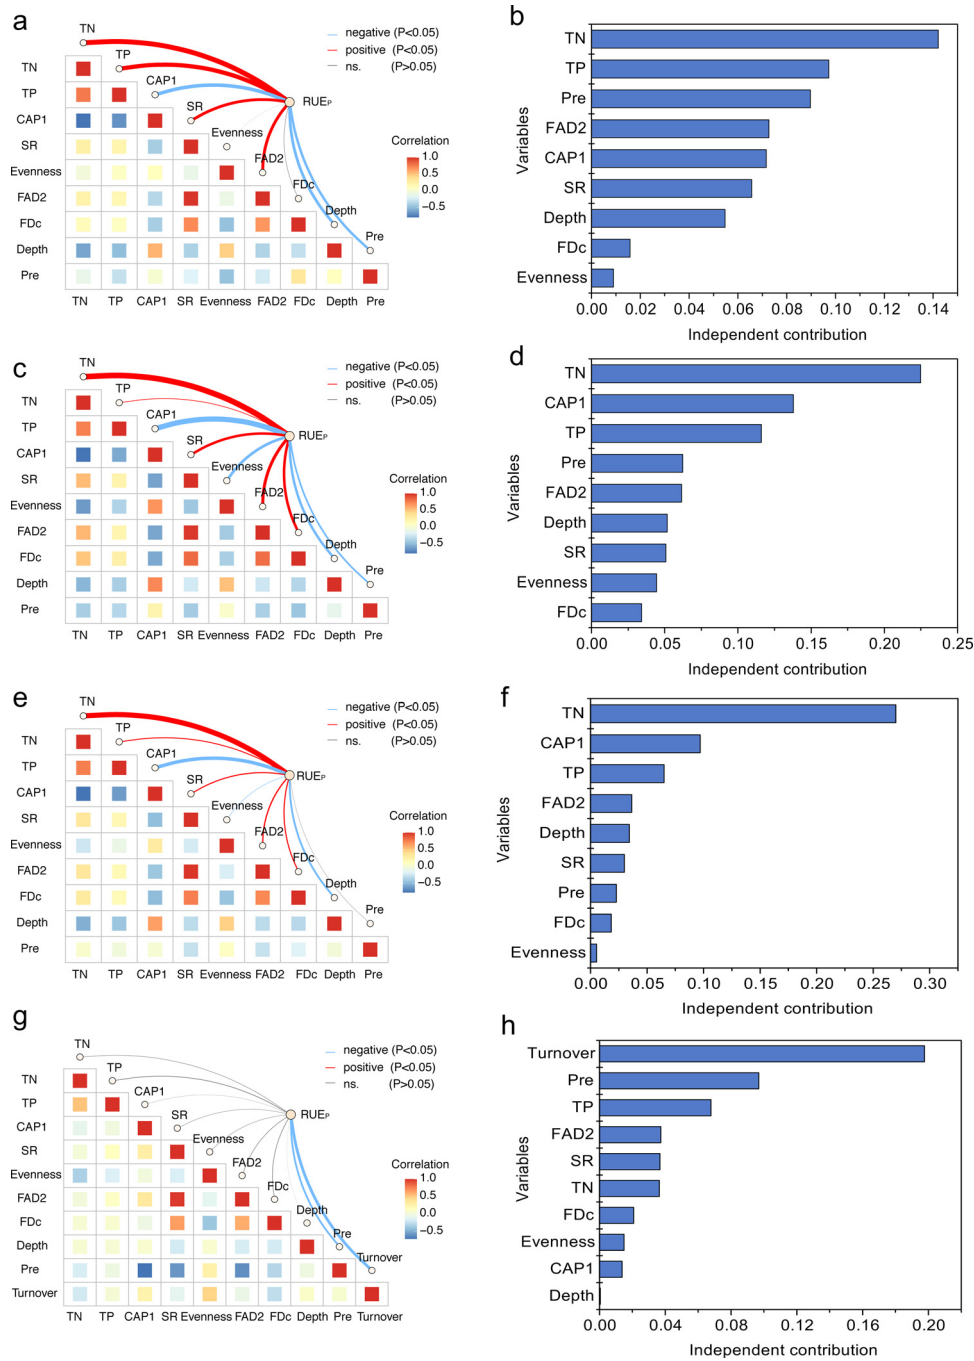 a
TN
TP
CAP1
SR
Evenness
FAD2
FDc
Depth
Pre
RUEP
negative (P<0.05)
positive (P<0.05)
ns. (P>0.05)
Correlation
1.0
0.5
0.0
−0.5
TN
TP
CAP1
SR
Evenness
FAD2
FDc
Depth
Pre
TN TP CAP1 SR Evenness FAD2 FDc Depth Pre
b
Variables
TN
TP
Pre
FAD2
CAP1
SR
Depth
FDc
Evenness
0.00 0.02 0.04 0.06 0.08 0.10 0.12 0.14
Independent contribution
c
TN
TP
CAP1
SR
Evenness
FAD2
FDc
Depth
Pre
RUEP
negative (P<0.05)
positive (P<0.05)
ns. (P>0.05)
Correlation
1.0
0.5
0.0
−0.5
TN
TP
CAP1
SR
Evenness
FAD2
FDc
Depth
Pre
TN TP CAP1 SR Evenness FAD2 FDc Depth Pre
d
Variables
TN
CAP1
TP
Pre
FAD2
Depth
SR
Evenness
FDc
0.00 0.05 0.10 0.15 0.20 0.25
Independent contribution
e
TN
TP
CAP1
SR
Evenness
FAD2
FDc
Depth
Pre
RUEP
negative (P<0.05)
positive (P<0.05)
ns. (P>0.05)
Correlation
1.0
0.5
0.0
−0.5
TN
TP
CAP1
SR
Evenness
FAD2
FDc
Depth
Pre
TN TP CAP1 SR Evenness FAD2 FDc Depth Pre
f
Variables
TN
CAP1
TP
FAD2
Depth
SR
Pre
FDc
Evenness
0.00 0.05 0.10 0.15 0.20 0.25 0.30
Independent contribution
g
TN
TP
CAP1
SR
Evenness
FAD2
FDc
Depth
Pre
Turnover
RUEP
negative (P<0.05)
positive (P<0.05)
ns. (P>0.05)
Correlation
1.0
0.5
0.0
−0.5
TN
TP
CAP1
SR
Evenness
FAD2
FDc
Depth
Pre
Turnover
TN TP CAP1 SR Evenness FAD2 FDc Depth Pre Turnover
h
Variables
Turnover
Pre
TP
FAD2
SR
TN
FDc
Evenness
CAP1
Depth
0.00 0.04 0.08 0.12 0.16 0.20
Independent contribution